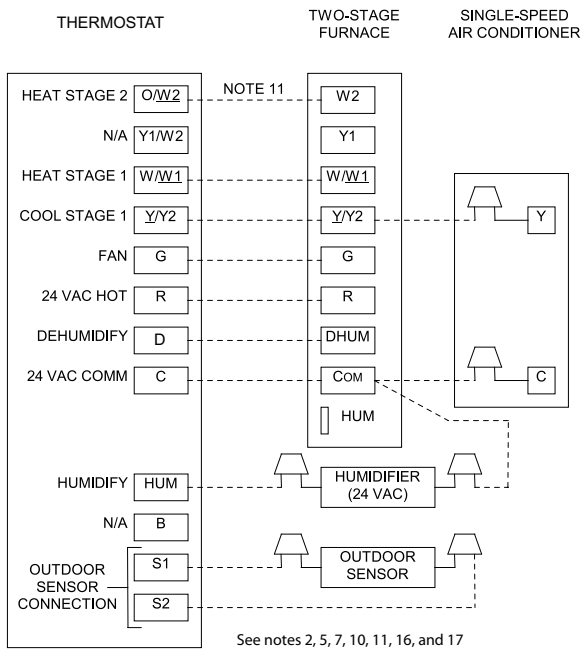 THERMOSTAT
TWO-STAGE
FURNACE
SINGLE-SPEED
AIR CONDITIONER
HEAT STAGE 2 O/W2 NOTE 11 W2
N/A Y1/W2 Y1
HEAT STAGE 1 W/W1 W/W1
COOL STAGE 1 Y/Y2 Y/Y2 Y
FAN G G
24 VAC HOT R R
DEHUMIDIFY D DHUM
24 VAC COMM C COM C
HUM
HUMIDIFY HUM
HUMIDIFIER
(24 VAC)
N/A B
OUTDOOR
SENSOR
CONNECTION
S1
S2
OUTDOOR
SENSOR
See notes 2, 5, 7, 10, 11, 16, and 17